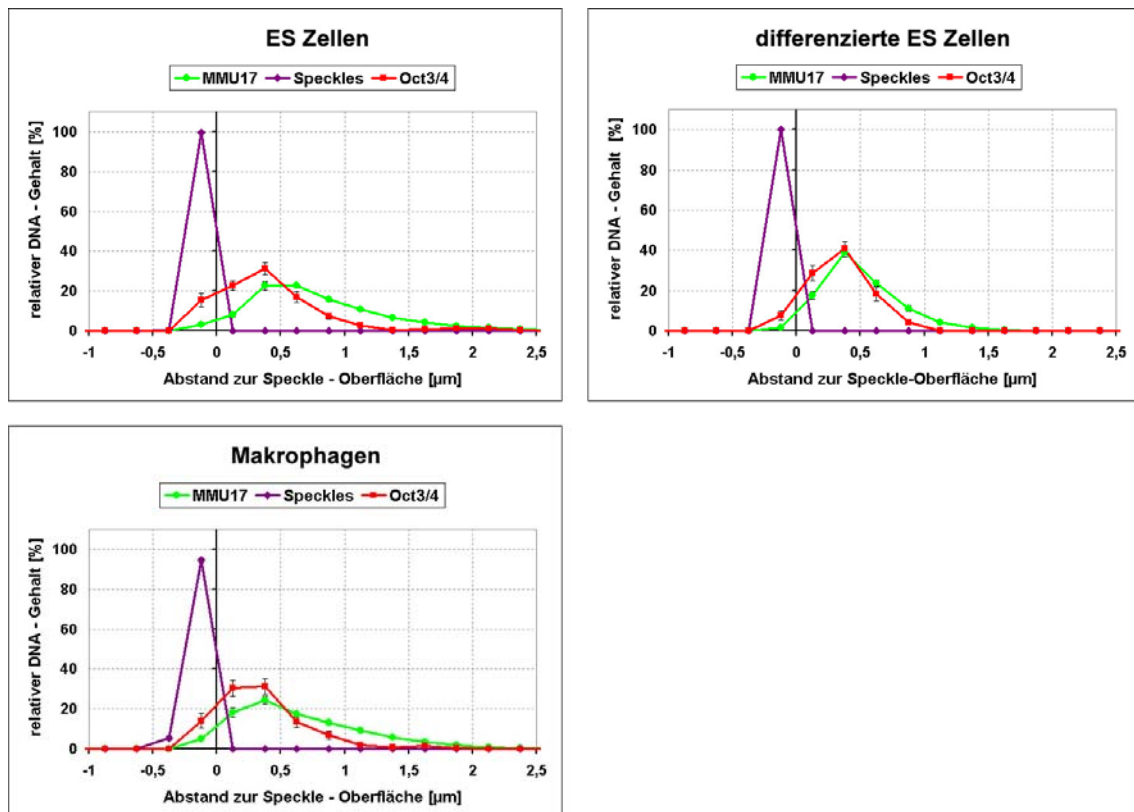 ES Zellen
MMU17 Speckles Oct3/4
relativer DNA - Gehalt [%]
100
80
60
40
20
0
-1 -0,5 0 0,5 1 1,5 2 2,5
Abstand zur Speckle - Oberfläche [µm]
differenzierte ES Zellen
MMU17 Speckles Oct3/4
relativer DNA - Gehalt [%]
100
80
60
40
20
0
-1 -0,5 0 0,5 1 1,5 2 2,5
Abstand zur Speckle-Oberfläche [µm]
Makrophagen
MMU17 Speckles Oct3/4
relativer DNA - Gehalt [%]
100
80
60
40
20
0
-1 -0,5 0 0,5 1 1,5 2 2,5
Abstand zur Speckle - Oberfläche [µm]